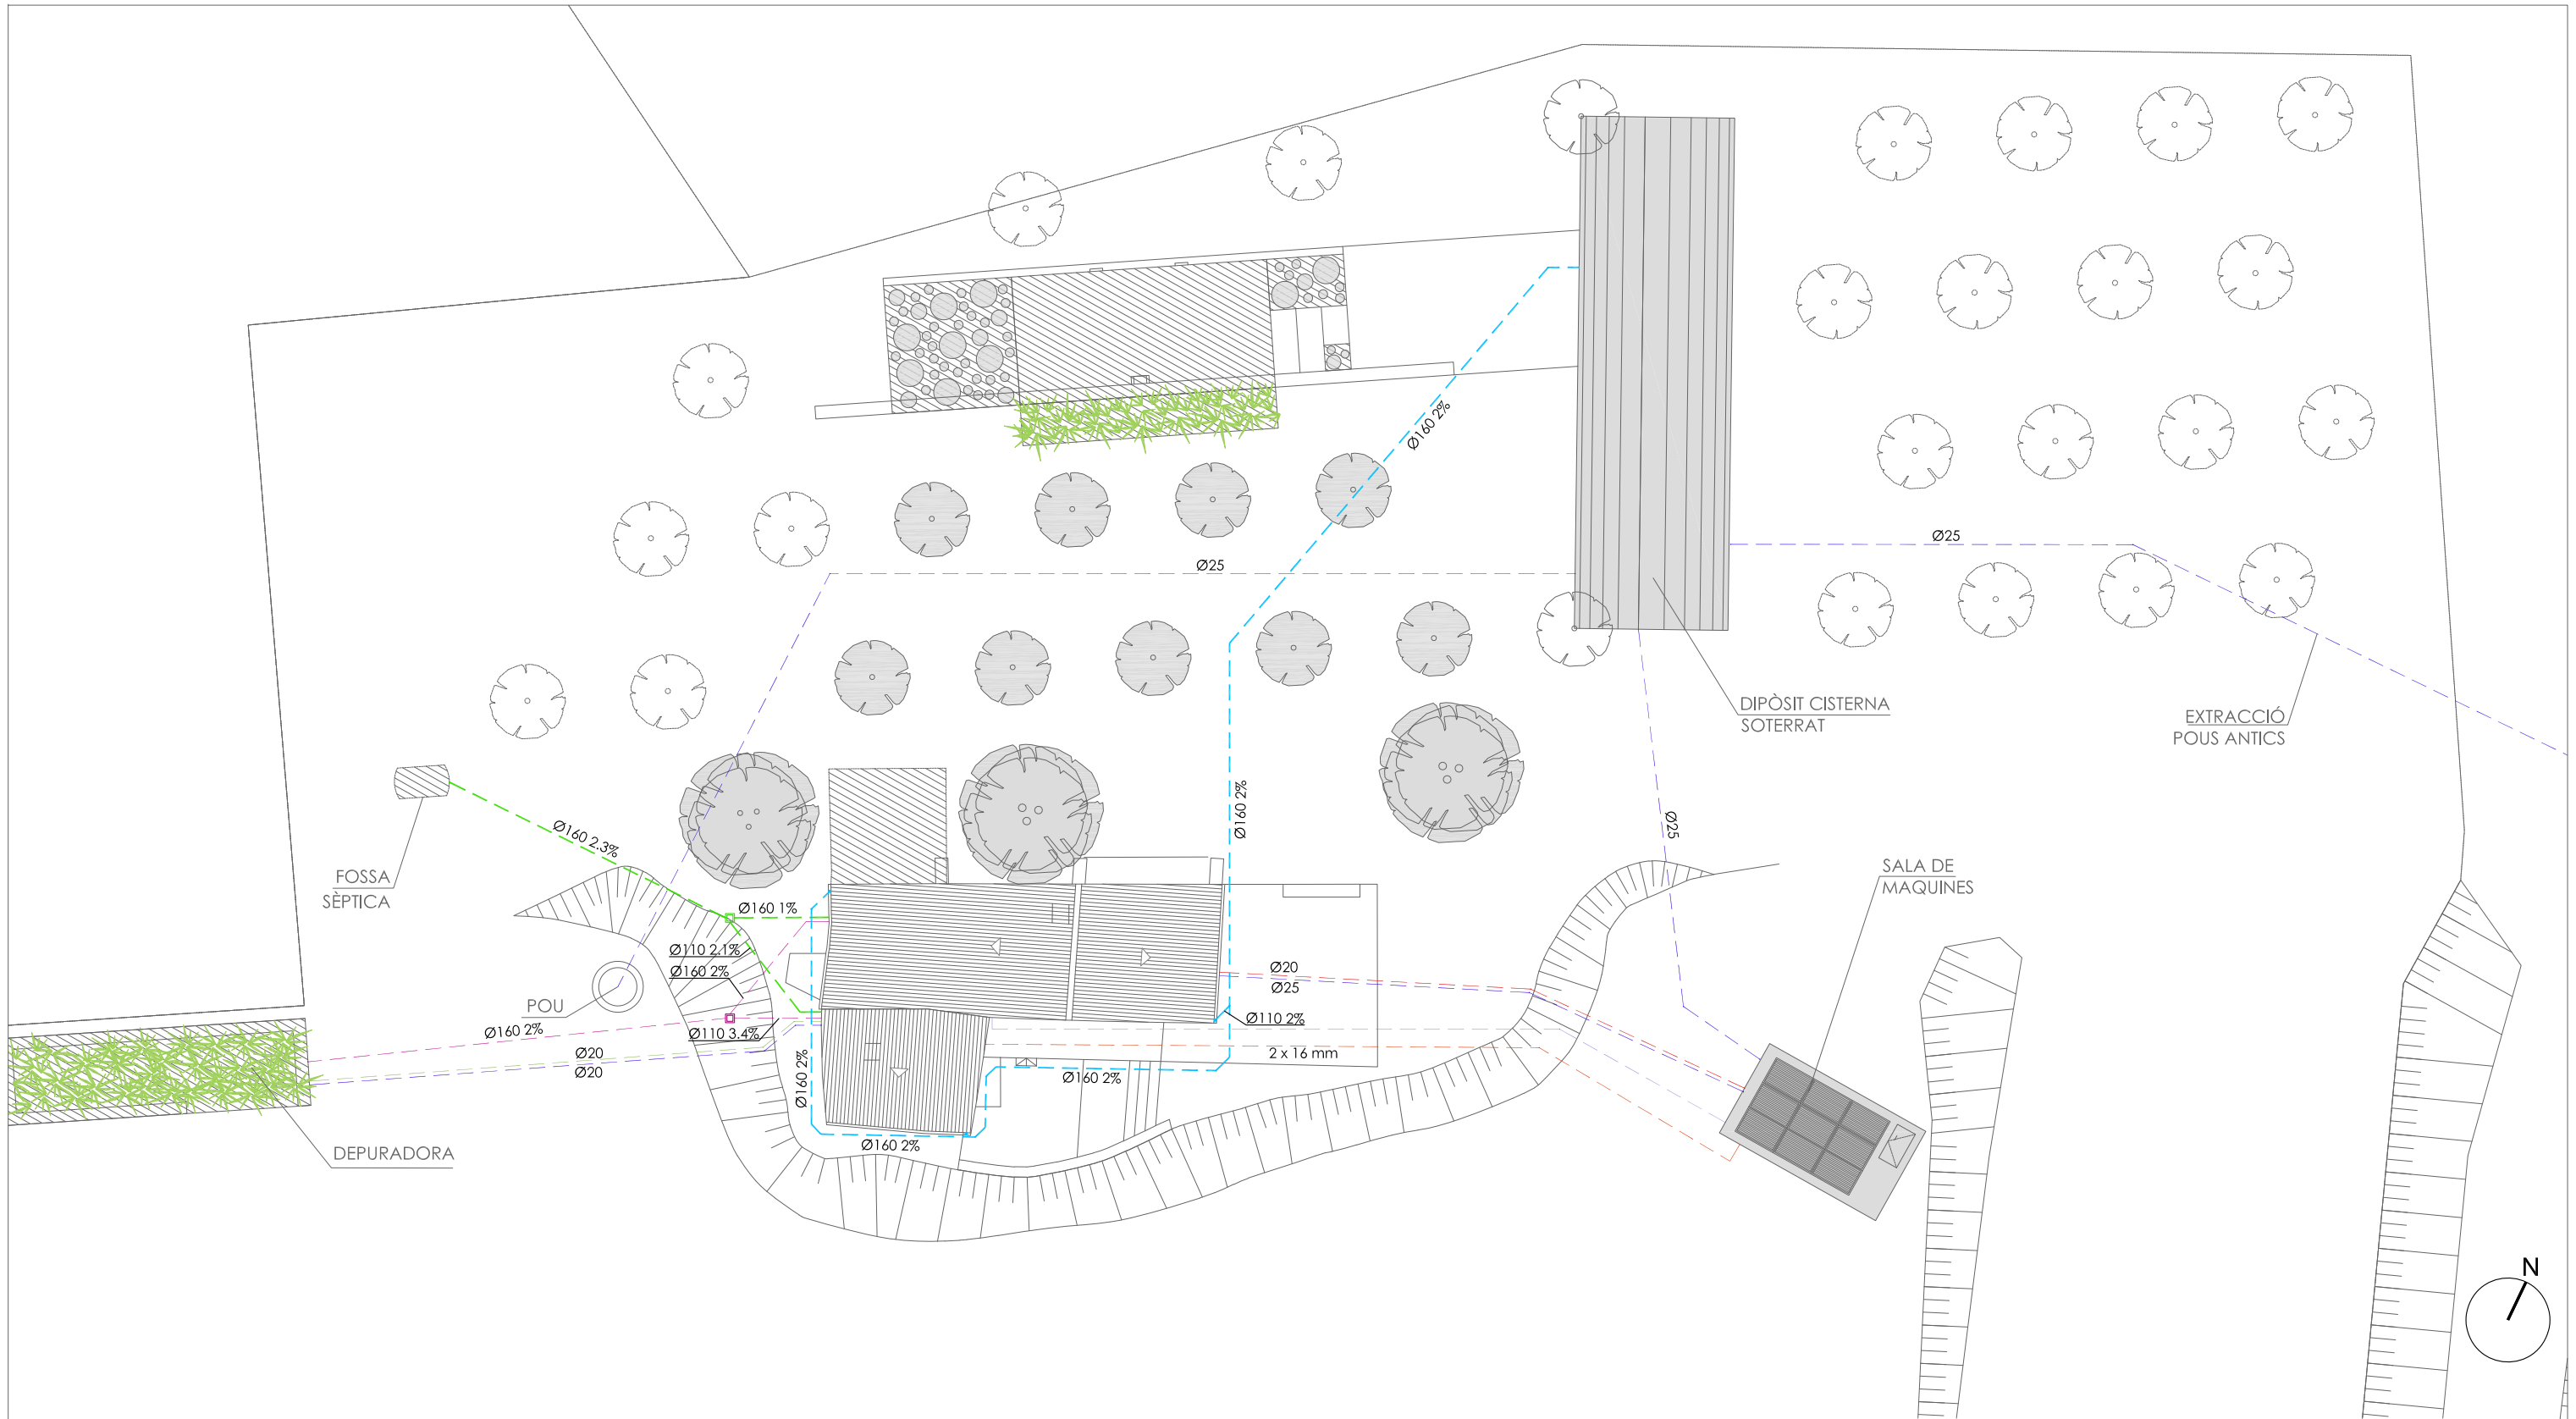 Ø160 2%
Ø25
Ø25
DIPÒSIT CISTERNA
SOTERRAT
EXTRACCIÓ
POUS ANTICS
Ø160 2%
Ø25
Ø160 2.3%
FOSSA
SÈPTICA
SALA DE
MAQUINES
Ø160 1%
Ø110 2.1%
Ø160 2%
POU
Ø20
Ø25
Ø110 2%
Ø160 2%
Ø110 3.4%
Ø20
Ø20
2 x 16 mm
Ø160 2%
Ø160 2%
Ø160 2%
DEPURADORA
N